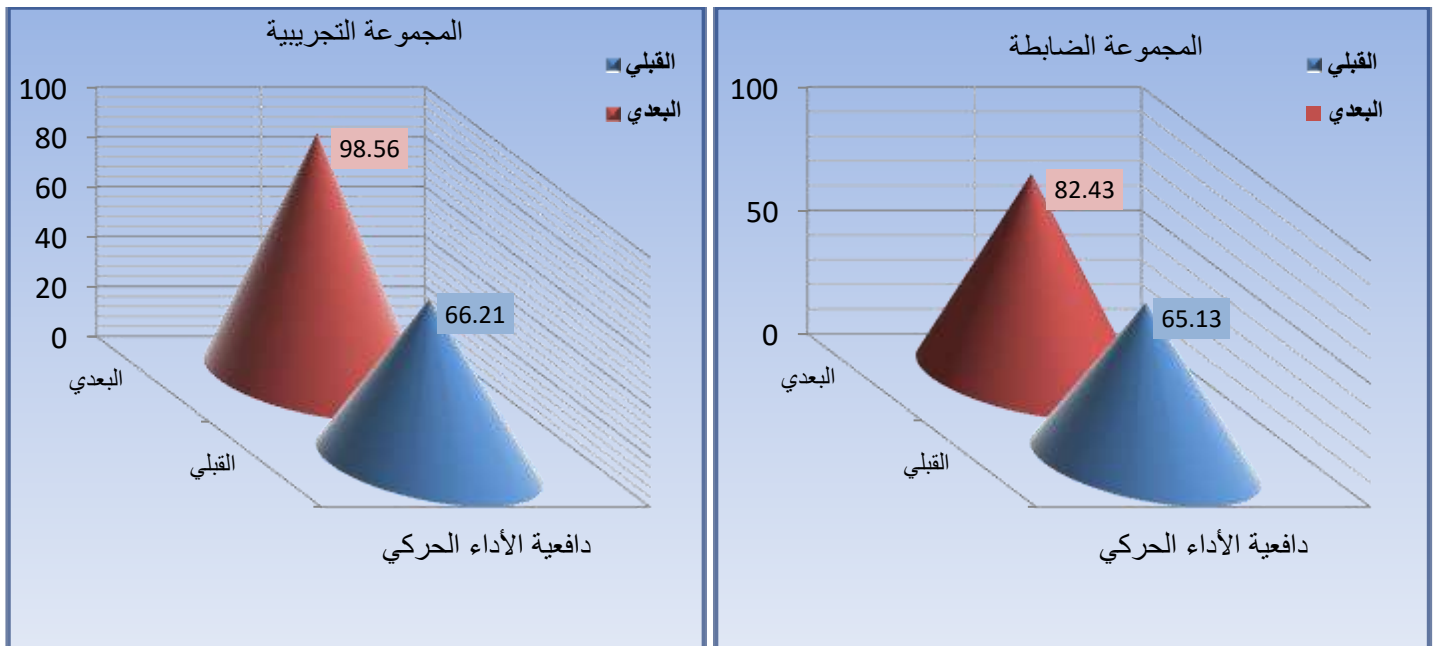 المجموعة التجريبية
القبلي
البعدي
100
80
60
40
20
0
98.56
66.21
البعدي
القبلي
دافعية الأداء الحركي
المجموعة الضابطة
القبلي
البعدي
100
50
0
82.43
65.13
البعدي
القبلي
دافعية الأداء الحركي